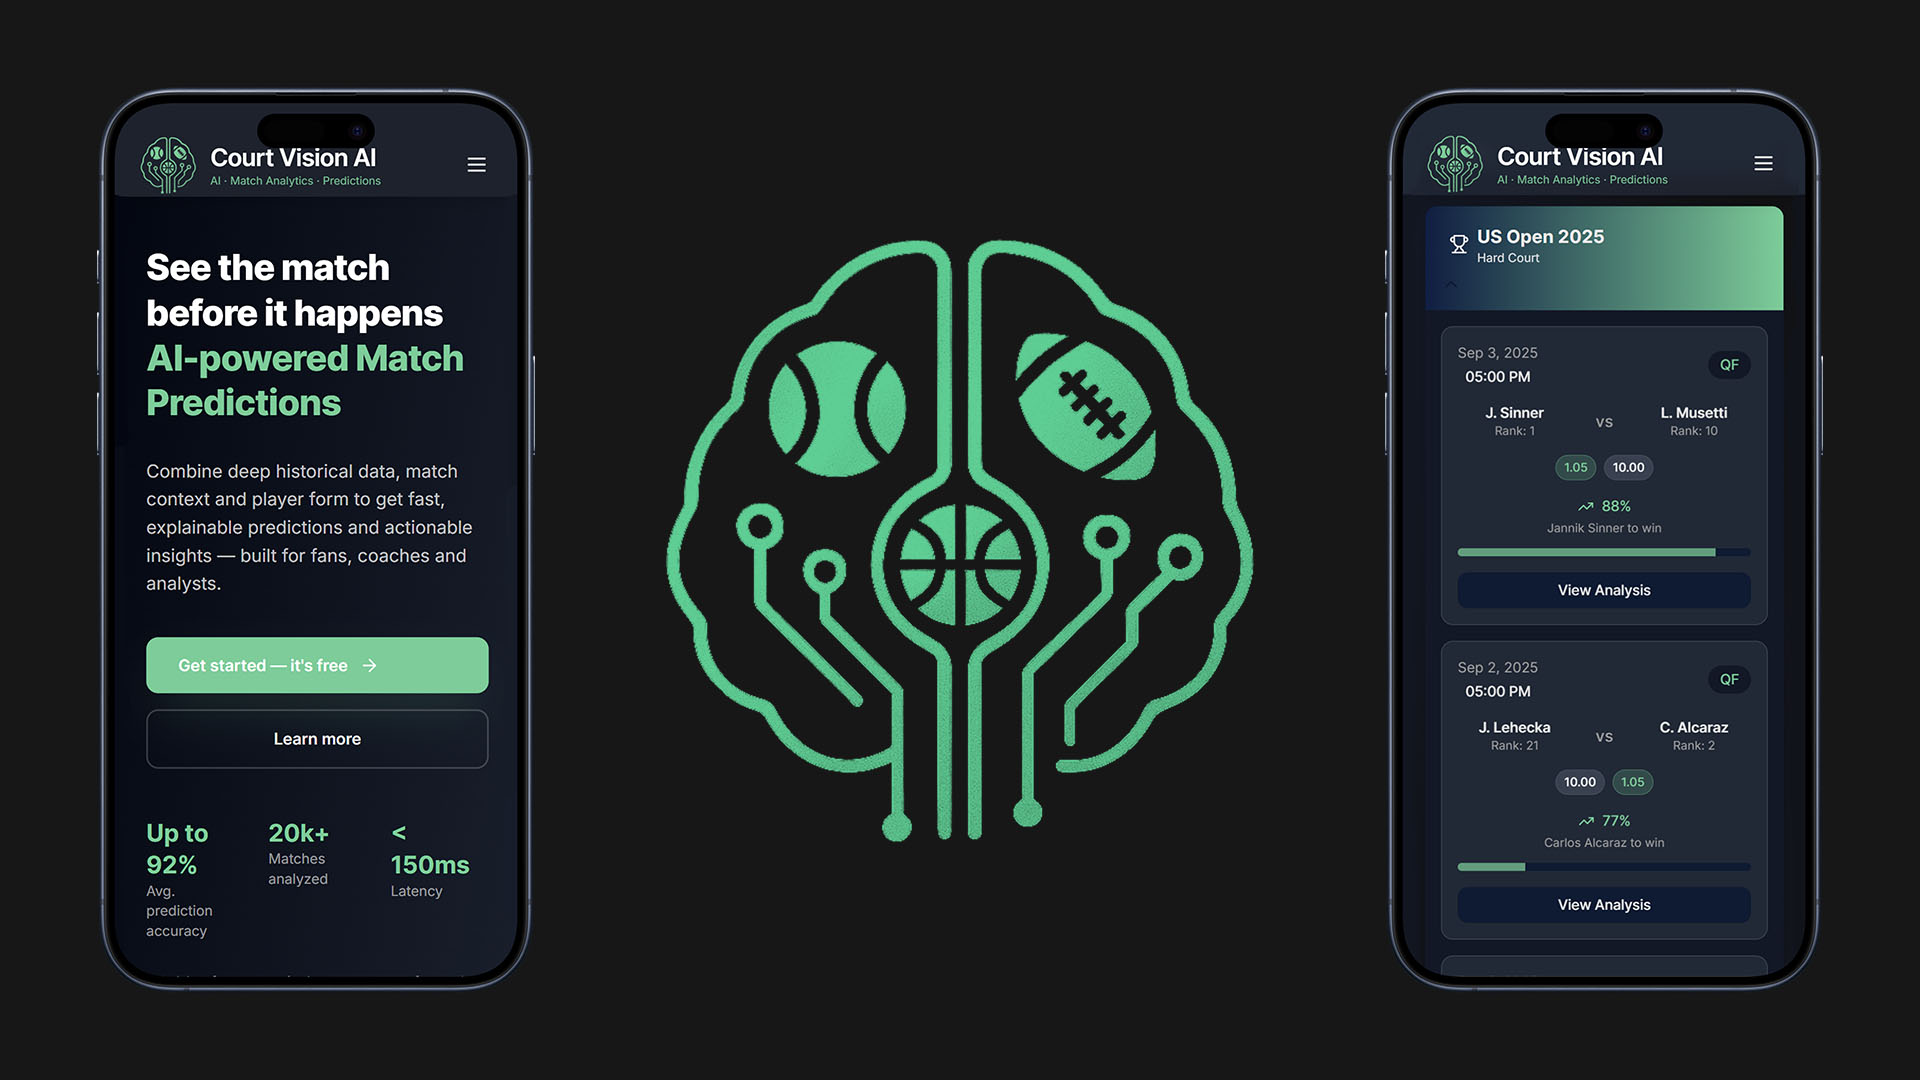 Court Vision AI
AI · Match Analytics · Predictions
See the match
before it happens
AI-powered Match
Predictions
Combine deep historical data, match
context and player form to get fast,
explainable predictions and actionable
insights — built for fans, coaches and
analysts.
Get started — it's free →
Learn more
Up to
92%
Avg.
prediction
accuracy
20k+
Matches
analyzed
<
150ms
Latency
Court Vision AI
AI · Match Analytics · Predictions
US Open 2025
Hard Court
Sep 3, 2025
05:00 PM
QF
J. Sinner
Rank: 1
VS
L. Musetti
Rank: 10
1.05
10.00
88%
Jannik Sinner to win
View Analysis
Sep 2, 2025
05:00 PM
QF
J. Lehecka
Rank: 21
VS
C. Alcaraz
Rank: 2
10.00
1.05
77%
Carlos Alcaraz to win
View Analysis